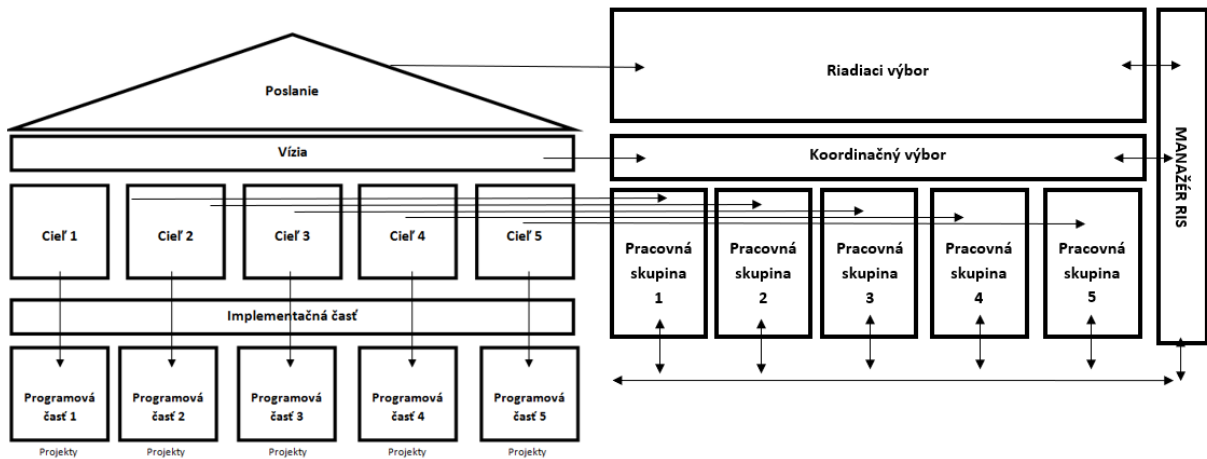 Poslanie
Vízia
Cieľ 1
Cieľ 2
Cieľ 3
Cieľ 4
Cieľ 5
Implementačná časť
Programová
časť 1
Programová
časť 2
Programová
časť 3
Programová
časť 4
Programová
časť 5
Projekty
Projekty
Projekty
Projekty
Projekty
Riadiaci výbor
Koordinačný výbor
Pracovná
skupina
1
Pracovná
skupina
2
Pracovná
skupina
3
Pracovná
skupina
4
Pracovná
skupina
5
MANAŽÉR RIS